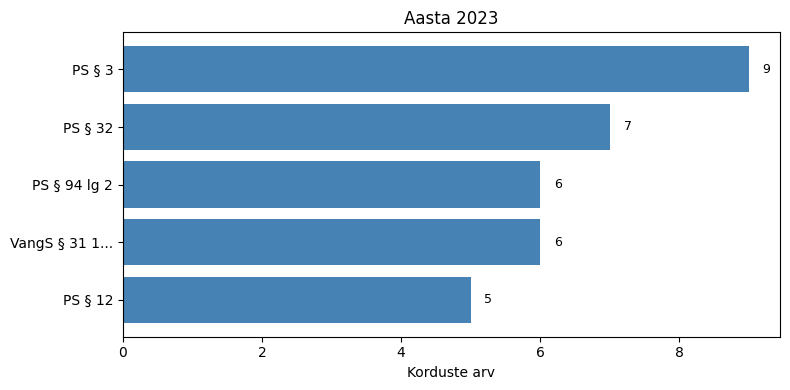 Aasta 2023
PS § 3
9
PS § 32
7
PS § 94 lg 2
6
VangS § 31 1...
6
PS § 12
5
0 2 4 6 8
Korduste arv